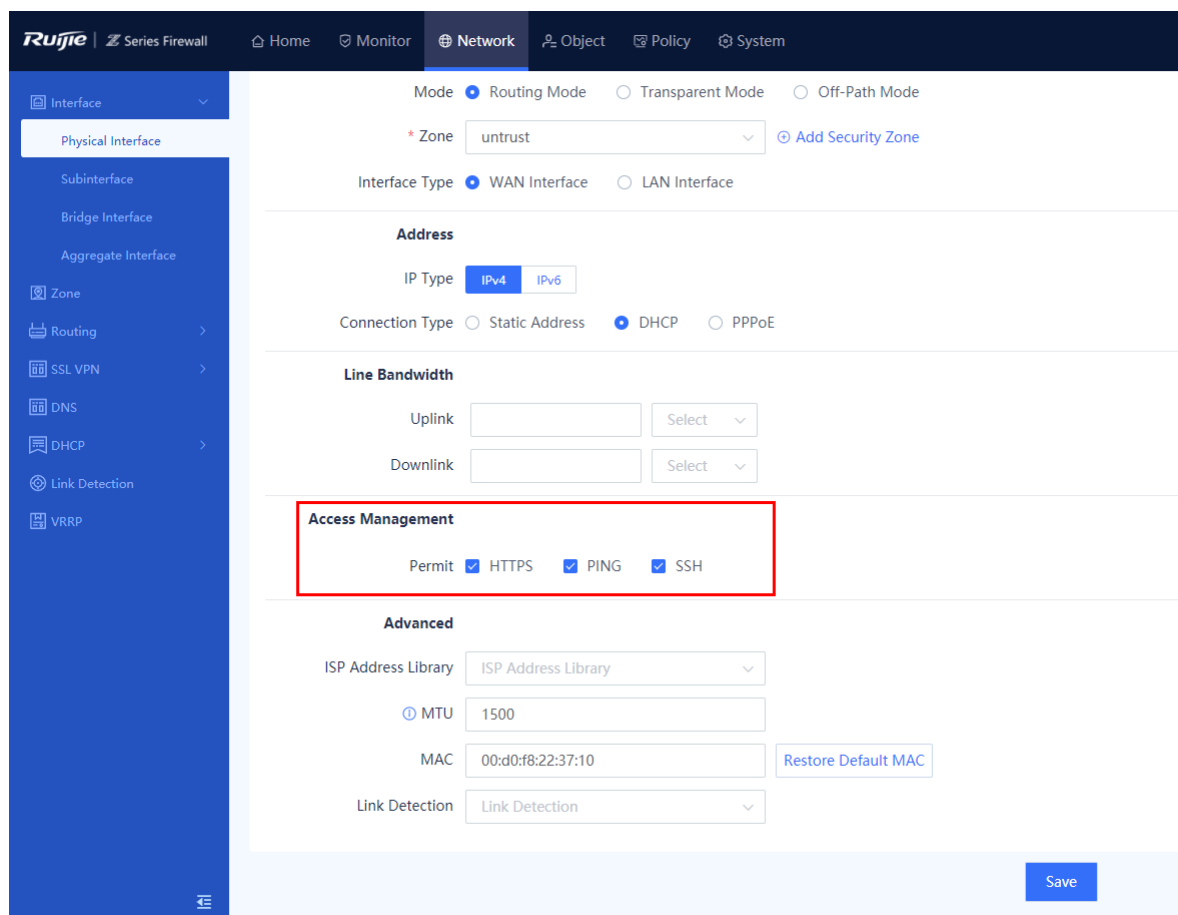 Ruijie | Z Series Firewall Home Monitor Network Object Policy System
Interface
Physical Interface
Subinterface
Bridge Interface
Aggregate Interface
Zone
Routing
SSL VPN
DNS
DHCP
Link Detection
VRRP
Mode Routing Mode Transparent Mode Off-Path Mode
* Zone untrust Add Security Zone
Interface Type WAN Interface LAN Interface
Address
IP Type IPv4 IPv6
Connection Type Static Address DHCP PPPoE
Line Bandwidth
Uplink Select
Downlink Select
Access Management
Permit HTTPS PING SSH
Advanced
ISP Address Library ISP Address Library
MTU 1500
MAC 00:d0:f8:22:37:10 Restore Default MAC
Link Detection Link Detection
Save